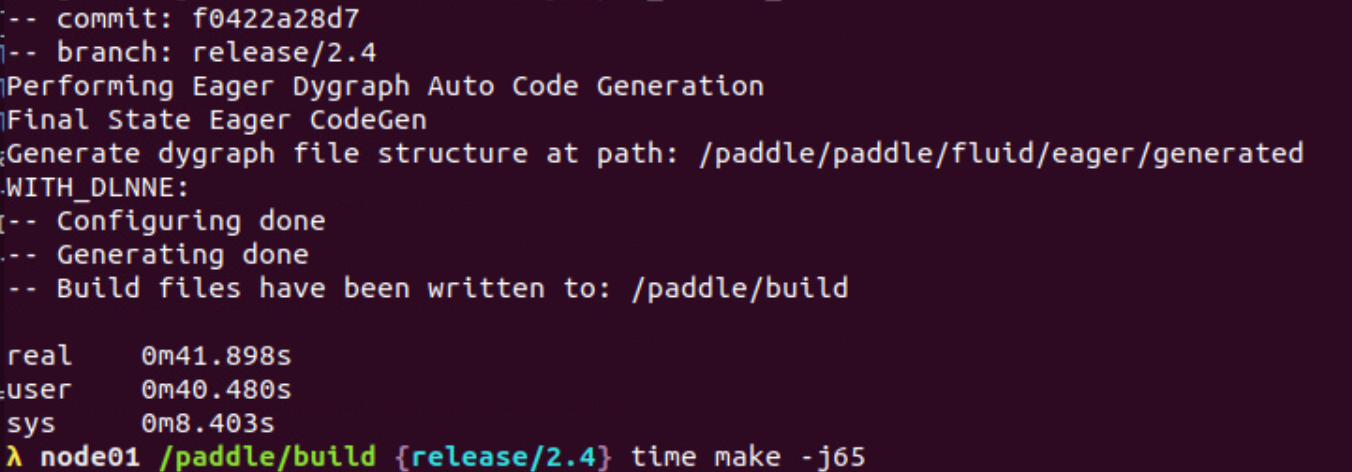 -- commit: f0422a28d7
-- branch: release/2.4
Performing Eager Dygraph Auto Code Generation
Final State Eager CodeGen
Generate dygraph file structure at path: /paddle/paddle/fluid/eager/generated
WITH_DLNNE:
-- Configuring done
-- Generating done
-- Build files have been written to: /paddle/build
real 0m41.898s
user 0m40.480s
sys 0m8.403s
λ node01 /paddle/build {release/2.4} time make -j65